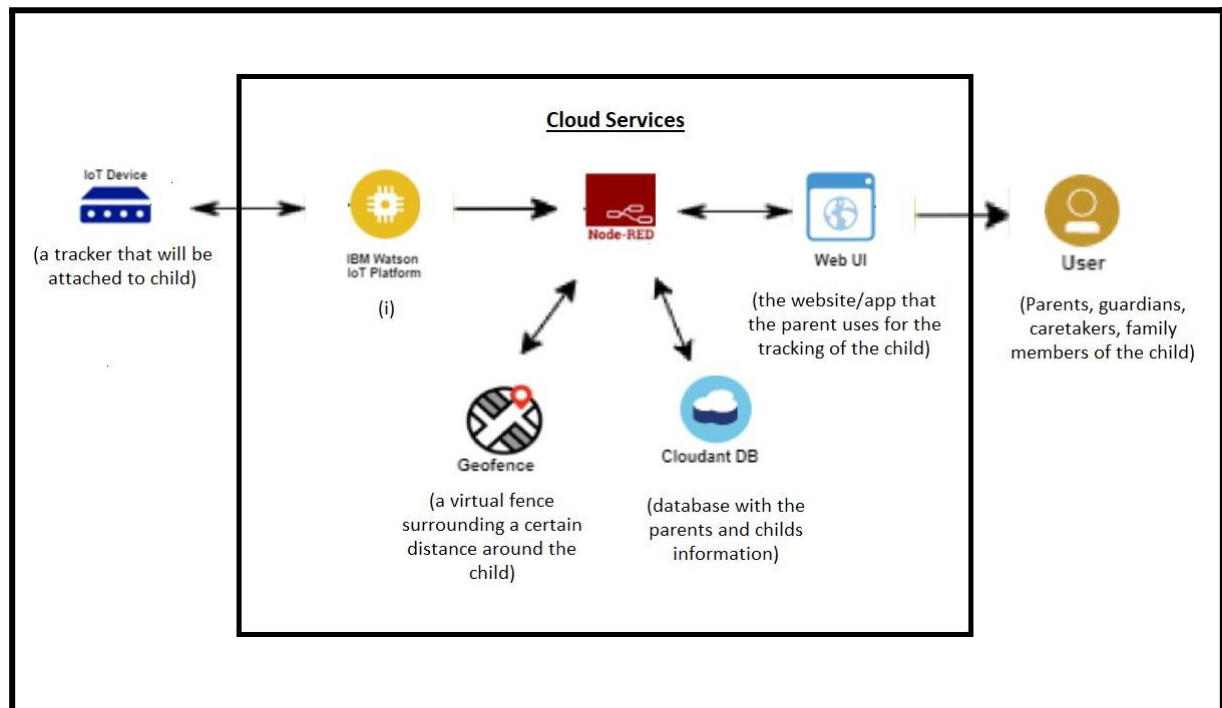 Cloud Services
IoT Device
(a tracker that will be
attached to child)
IBM Watson
IoT Platform
(i)
Node-RED
Web UI
(the website/app that
the parent uses for the
tracking of the child)
User
(Parents, guardians,
caretakers, family
members of the child)
Geofence
(a virtual fence
surrounding a certain
distance around the
child)
Cloudant DB
(database with the
parents and childs
information)